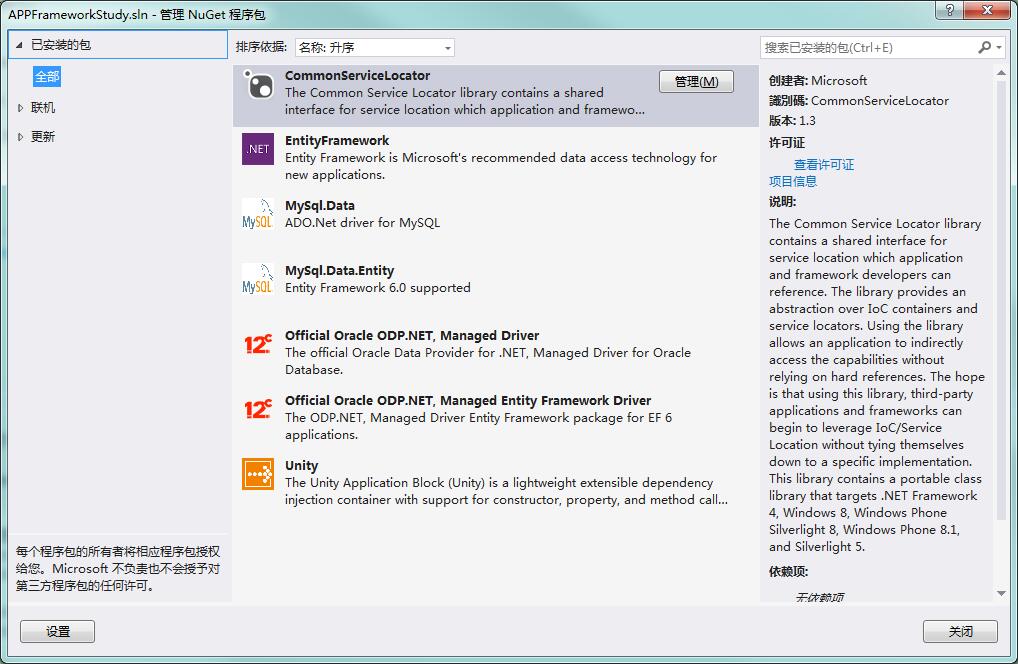 APPFrameworkStudy.sln - 管理 NuGet 程序包
已安装的包
全部
联机
更新
每个程序包的所有者将相应程序包授权
给您。Microsoft 不负责也不会授予对
第三方程序包的任何许可。
设置
排序依据: 名称: 升序
CommonServiceLocator
The Common Service Locator library contains a shared
interface for service location which application and framewo...
管理(M)
.NET
EntityFramework
Entity Framework is Microsoft's recommended data access technology for
new applications.
MySQL
MySql.Data
ADO.Net driver for MySQL
MySQL
MySql.Data.Entity
Entity Framework 6.0 supported
12c
Official Oracle ODP.NET, Managed Driver
The official Oracle Data Provider for .NET, Managed Driver for Oracle
Database.
12c
Official Oracle ODP.NET, Managed Entity Framework Driver
The ODP.NET, Managed Driver Entity Framework package for EF 6
applications.
Unity
The Unity Application Block (Unity) is a lightweight extensible dependency
injection container with support for constructor, property, and method call...
搜索已安装的包(Ctrl+E)
创建者: Microsoft
識別碼: CommonServiceLocator
版本: 1.3
许可证
查看许可证
项目信息
说明:
The Common Service Locator library
contains a shared interface for
service location which application
and framework developers can
reference. The library provides an
abstraction over IoC containers and
service locators. Using the library
allows an application to indirectly
access the capabilities without
relying on hard references. The hope
is that using this library, third-party
applications and frameworks can
begin to leverage IoC/Service
Location without tying themselves
down to a specific implementation.
This library contains a portable class
library that targets .NET Framework
4, Windows 8, Windows Phone
Silverlight 8, Windows Phone 8.1,
and Silverlight 5.
依赖项:
无依赖项
关闭